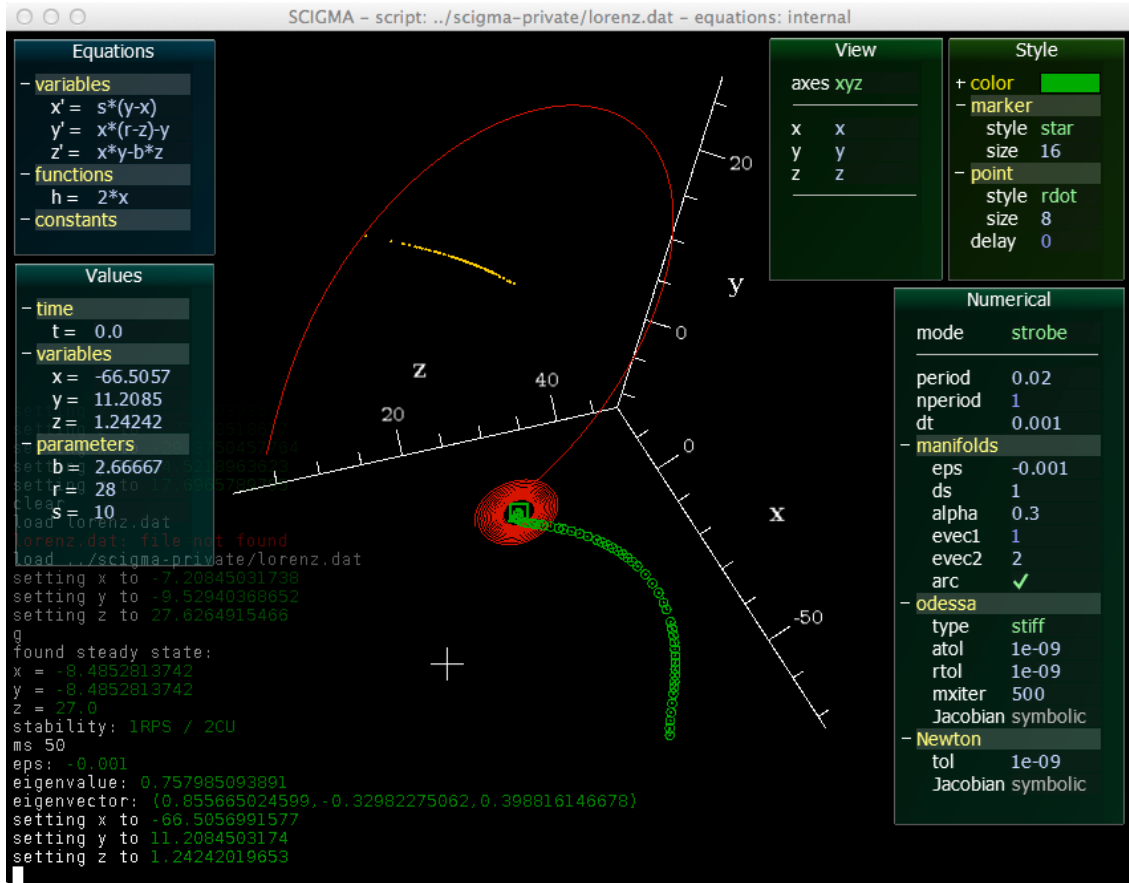 SCIGMA – script: ../scigma-private/lorenz.dat – equations: internal
Equations
− variables
x' = s*(y-x)
y' = x*(r-z)-y
z' = x*y-b*z
− functions
h = 2*x
− constants
Values
− time
t = 0.0
− variables
x = -66.5057
y = 11.2085
z = 1.24242
− parameters
b = 2.66667
r = 28
s = 10
clear
load lorenz.dat
lorenz.dat: file not found
load ../scigma-private/lorenz.dat
setting x to -7.20845031738
setting y to -9.52940368652
setting z to 27.6264915466
g
found steady state:
x = -8.4852813742
y = -8.4852813742
z = 27.0
stability: 1RPS / 2CU
ms 50
eps: -0.001
eigenvalue: 0.757985093891
eigenvector: (0.855665024599,-0.32982275062,0.398816146678)
setting x to -66.5056991577
setting y to 11.2084503174
setting z to 1.24242019653
z
20
40
y
20
0
x
0
-50
View
axes xyz
x x
y y
z z
Style
+ color
− marker
style star
size 16
− point
style rdot
size 8
delay 0
Numerical
mode strobe
period 0.02
nperiod 1
dt 0.001
− manifolds
eps -0.001
ds 1
alpha 0.3
evec1 1
evec2 2
arc ✓
− odessa
type stiff
atol 1e-09
rtol 1e-09
mxiter 500
Jacobian symbolic
− Newton
tol 1e-09
Jacobian symbolic